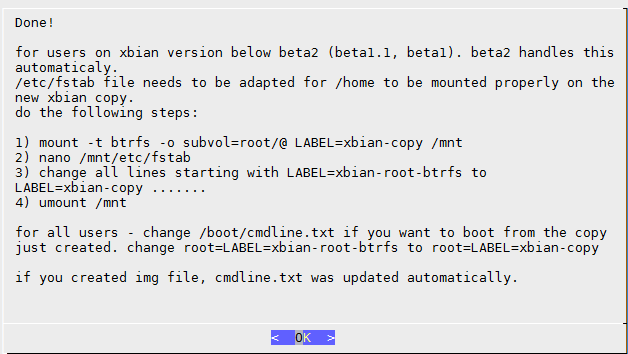 Done!
for users on xbian version below beta2 (beta1.1, beta1). beta2 handles this
automaticaly.
/etc/fstab file needs to be adapted for /home to be mounted properly on the
new xbian copy.
do the following steps:
1) mount -t btrfs -o subvol=root/@ LABEL=xbian-copy /mnt
2) nano /mnt/etc/fstab
3) change all lines starting with LABEL=xbian-root-btrfs to
LABEL=xbian-copy .......
4) umount /mnt
for all users - change /boot/cmdline.txt if you want to boot from the copy
just created. change root=LABEL=xbian-root-btrfs to root=LABEL=xbian-copy
if you created img file, cmdline.txt was updated automatically.
< OK >